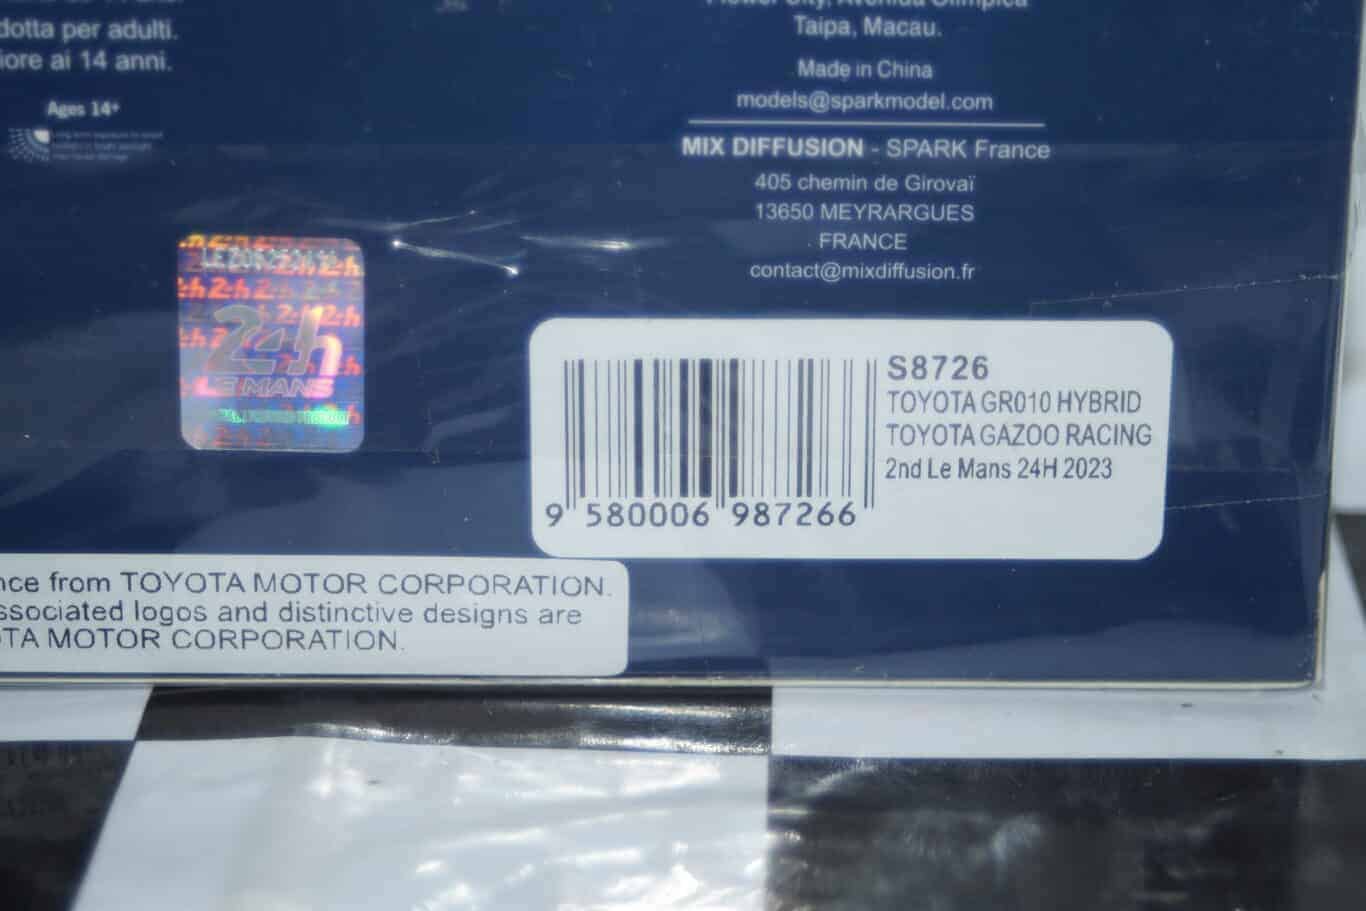 dotta per adulti.
iore ai 14 anni.
Ages 14+
Taipa, Macau.
Made in China
models@sparkmodel.com
MIX DIFFUSION - SPARK France
405 chemin de Girovaï
13650 MEYRARGUES
FRANCE
contact@mixdiffusion.fr
24h
LE MANS
S8726
TOYOTA GR010 HYBRID
TOYOTA GAZOO RACING
2nd Le Mans 24H 2023
9 580006 987266
nce from TOYOTA MOTOR CORPORATION.
ssociated logos and distinctive designs are
OTA MOTOR CORPORATION.